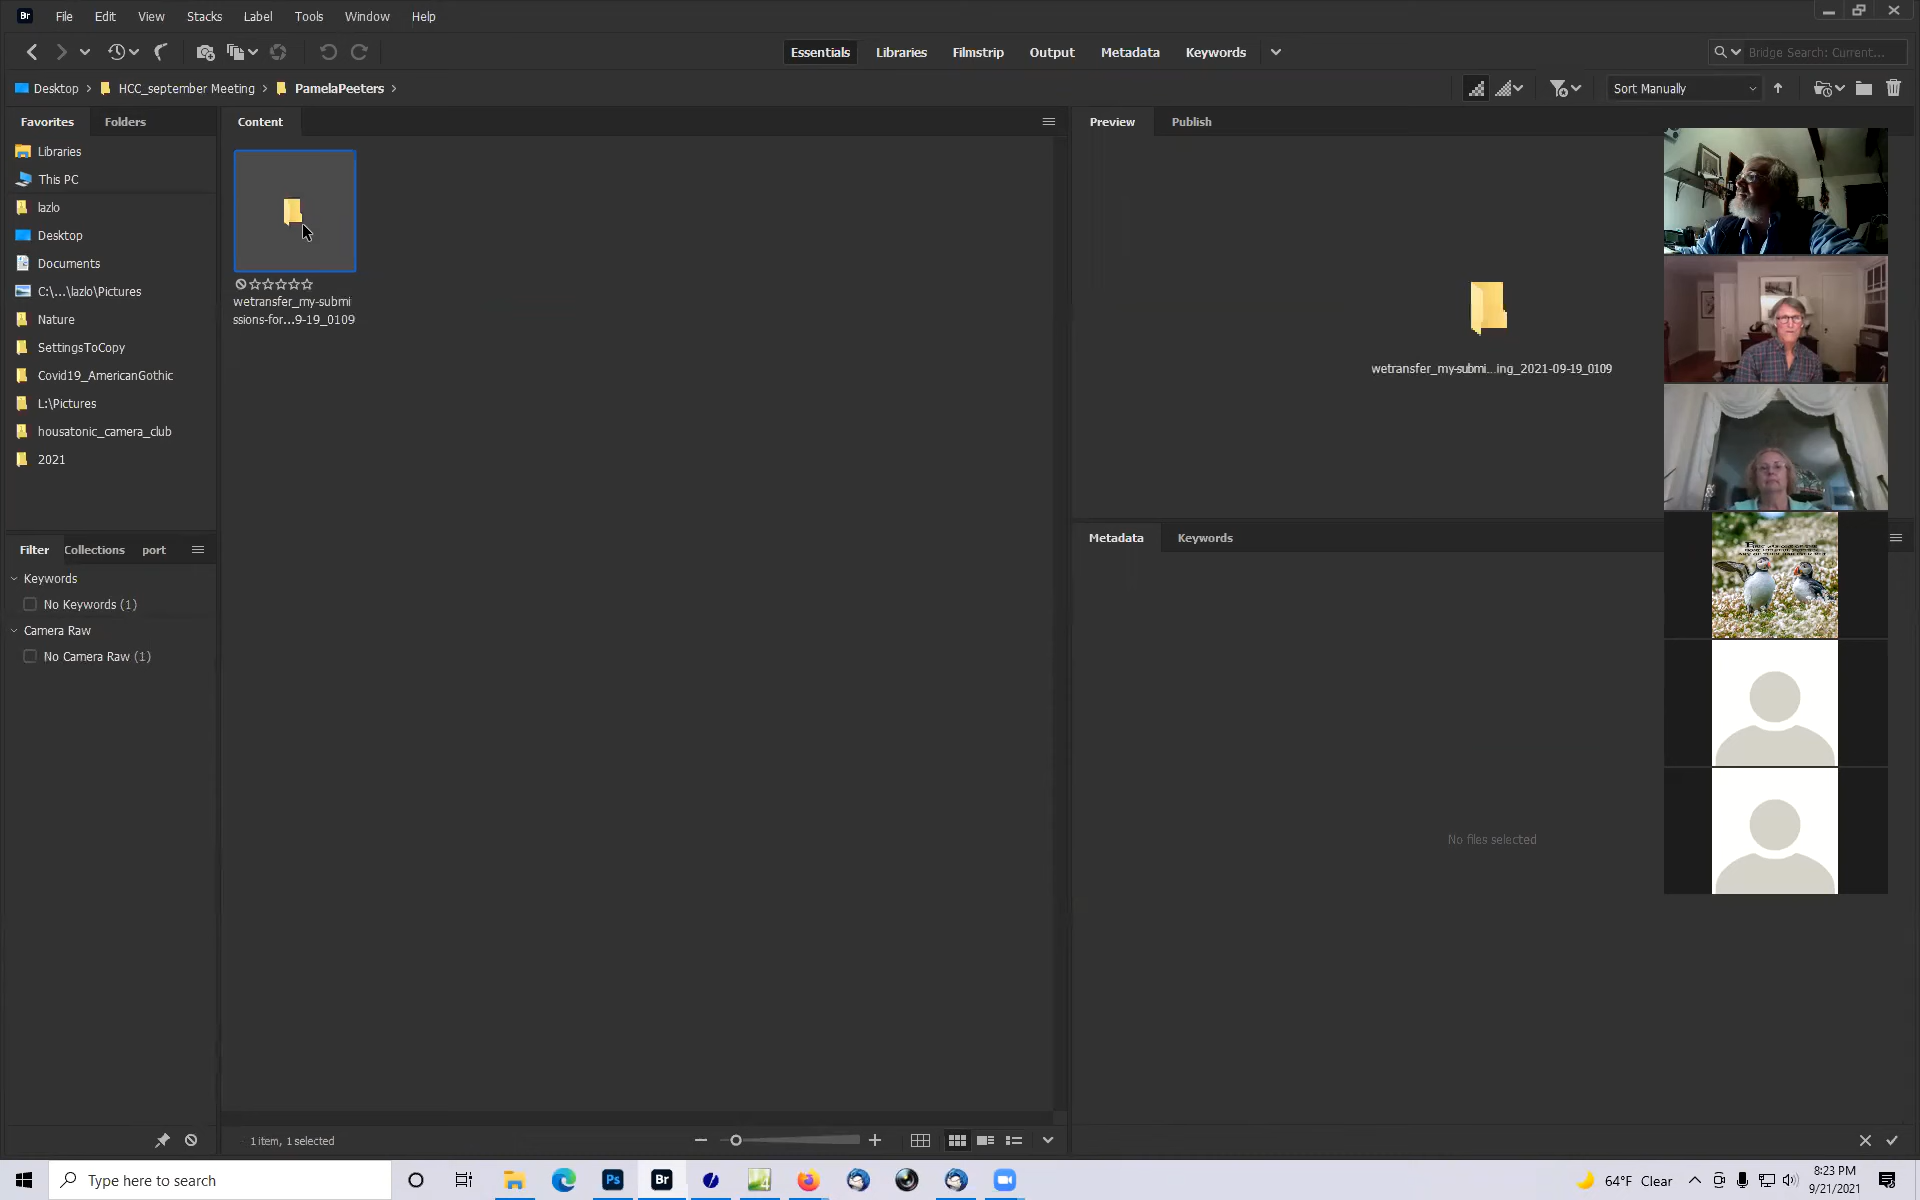 Br File Edit View Stacks Label Tools Window Help
Essentials Libraries Filmstrip Output Metadata Keywords Bridge Search: Current...
Desktop HCC_september Meeting PamelaPeeters Sort Manually
Favorites Folders Content Preview Publish
Libraries
This PC
lazlo
Desktop
Documents
C:\...\lazlo\Pictures
Nature
SettingsToCopy
Covid19_AmericanGothic
L:\Pictures
housatonic_camera_club
2021
wetransfer_my-submi
ssions-for...9-19_0109
wetransfer_my-submi...ing_2021-09-19_0109
Filter Collections port
Keywords
No Keywords (1)
Camera Raw
No Camera Raw (1)
Metadata Keywords
No files selected
1 item, 1 selected
Type here to search Ps Br 4 64°F Clear
8:23 PM
9/21/2021